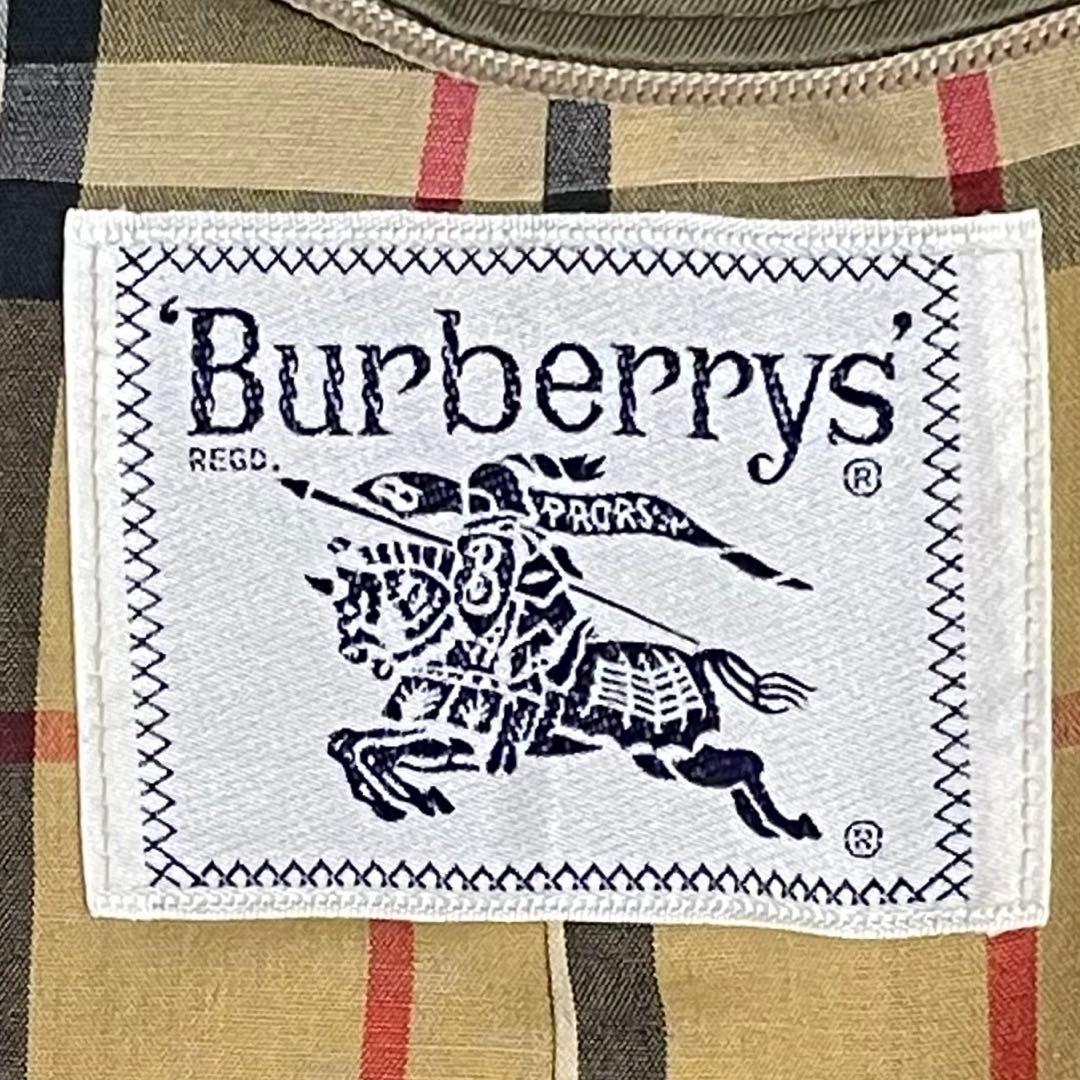 ‘Burberrys’
REGD.
®
PRORSUM
B
®